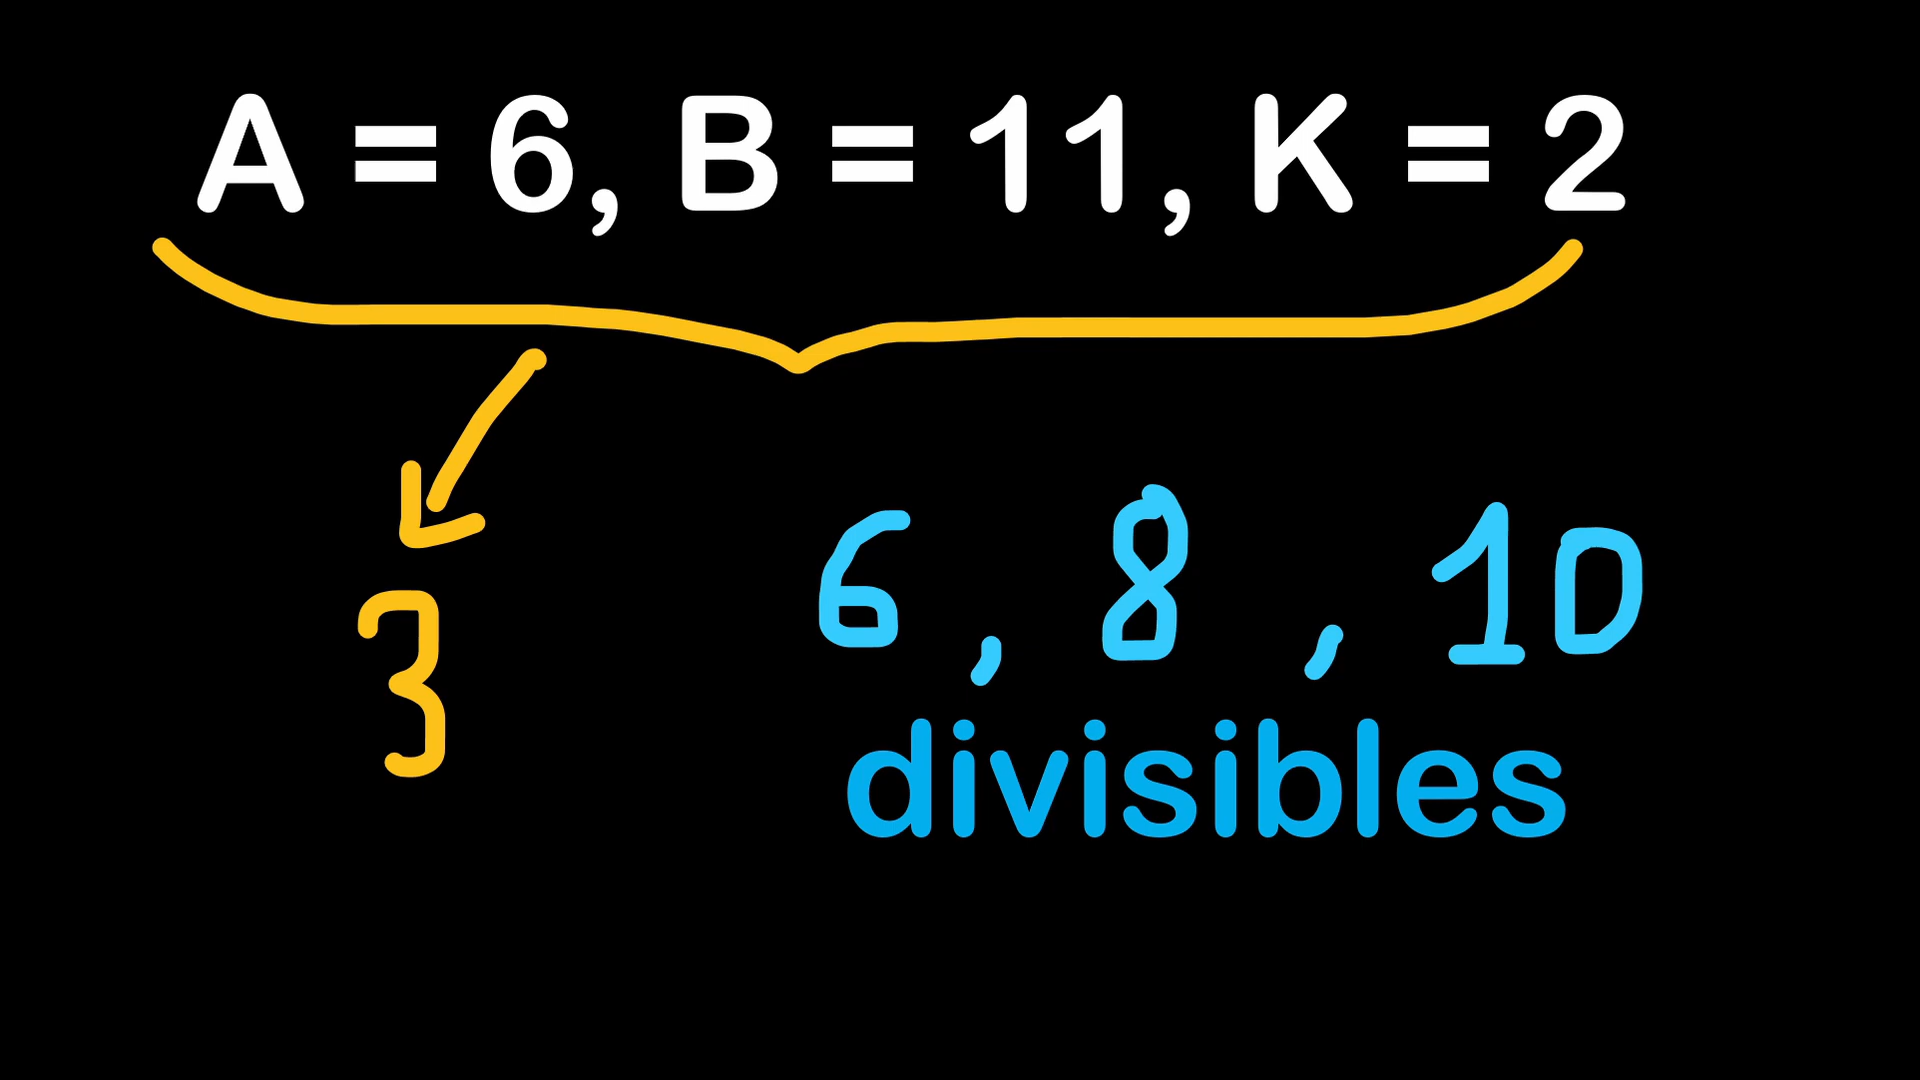 A = 6, B = 11, K = 2
3
6, 8, 10
divisibles